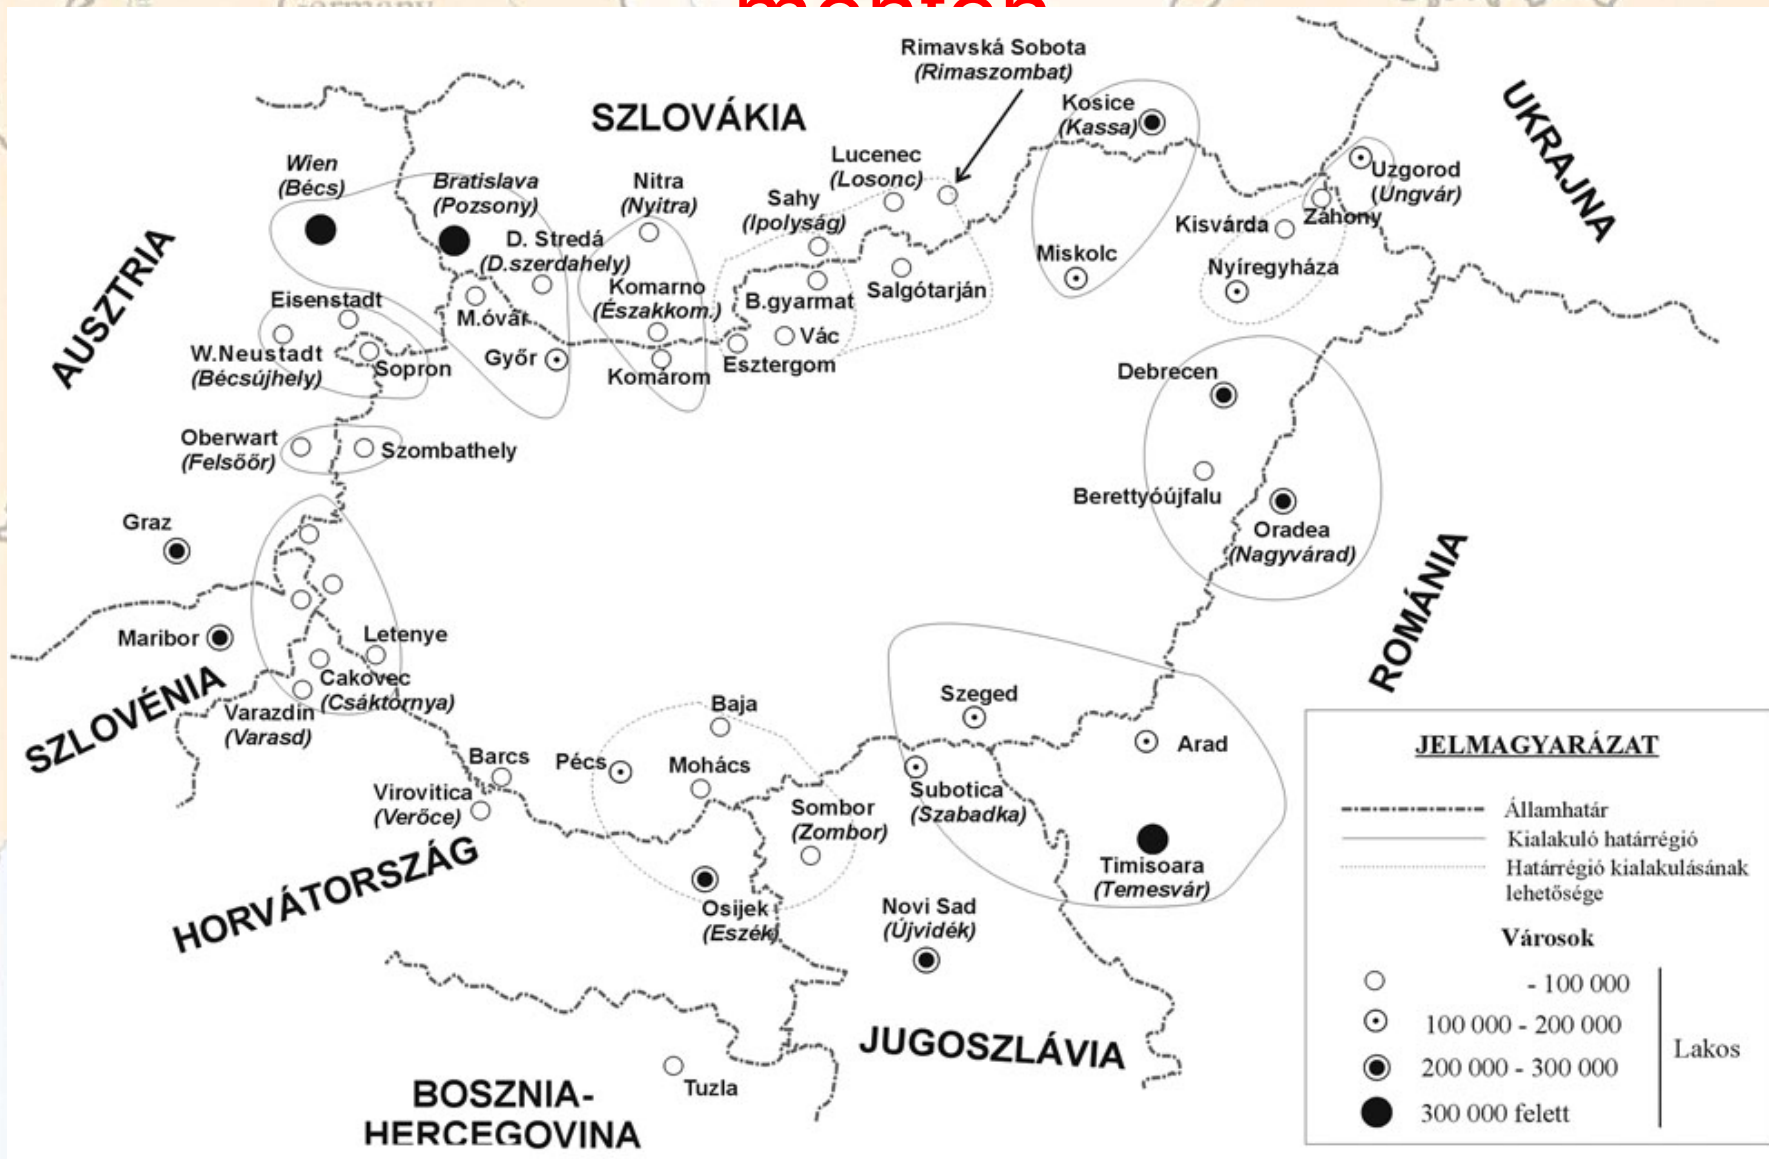 Germany
menten
Rimavská Sobota
(Rimaszombat)
SZLOVÁKIA
UKRAJNA
Kosice
(Kassa)
Wien
(Bécs)
Bratislava
(Pozsony)
Nitra
(Nyitra)
Lucenec
(Losonc)
Sahy
(Ipolyság)
Uzgorod
(Ungvár)
Záhony
Kisvárda
AUSZTRIA
D. Stredá
(D.szerdahely)
Miskolc
Nyíregyháza
Eisenstadt
Komarno
(Északkom.)
M.óvár
B.gyarmat
Salgótarján
W.Neustadt
(Bécsújhely)
Sopron
Győr
Komárom
Vác
Esztergom
Debrecen
Oberwart
(Felsőőr)
Szombathely
Berettyóújfalu
Graz
Oradea
(Nagyvárad)
ROMÁNIA
Maribor
Letenye
SZLOVÉNIA
Cakovec
(Csáktornya)
Varazdin
(Varasd)
Szeged
Baja
Arad
Barcs
Pécs
Mohács
Virovitica
(Verőce)
Sombor
(Zombor)
Subotica
(Szabadka)
HORVÁTORSZÁG
Timisoara
(Temesvár)
Osijek
(Eszék)
Novi Sad
(Újvidék)
JUGOSZLÁVIA
Tuzla
BOSZNIA-
HERCEGOVINA
JELMAGYARÁZAT
Államhatár
Kialakuló határrégió
Határrégió kialakulásának
lehetősége
Városok
- 100 000
100 000 - 200 000
200 000 - 300 000
300 000 felett
Lakos